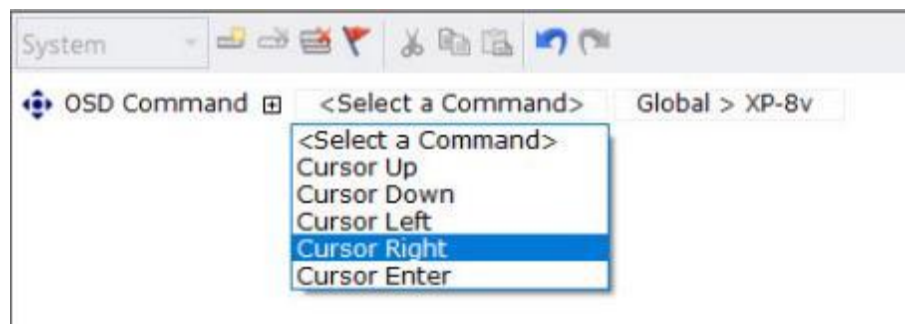 System
OSD Command <Select a Command> Global > XP-8v
<Select a Command>
Cursor Up
Cursor Down
Cursor Left
Cursor Right
Cursor Enter